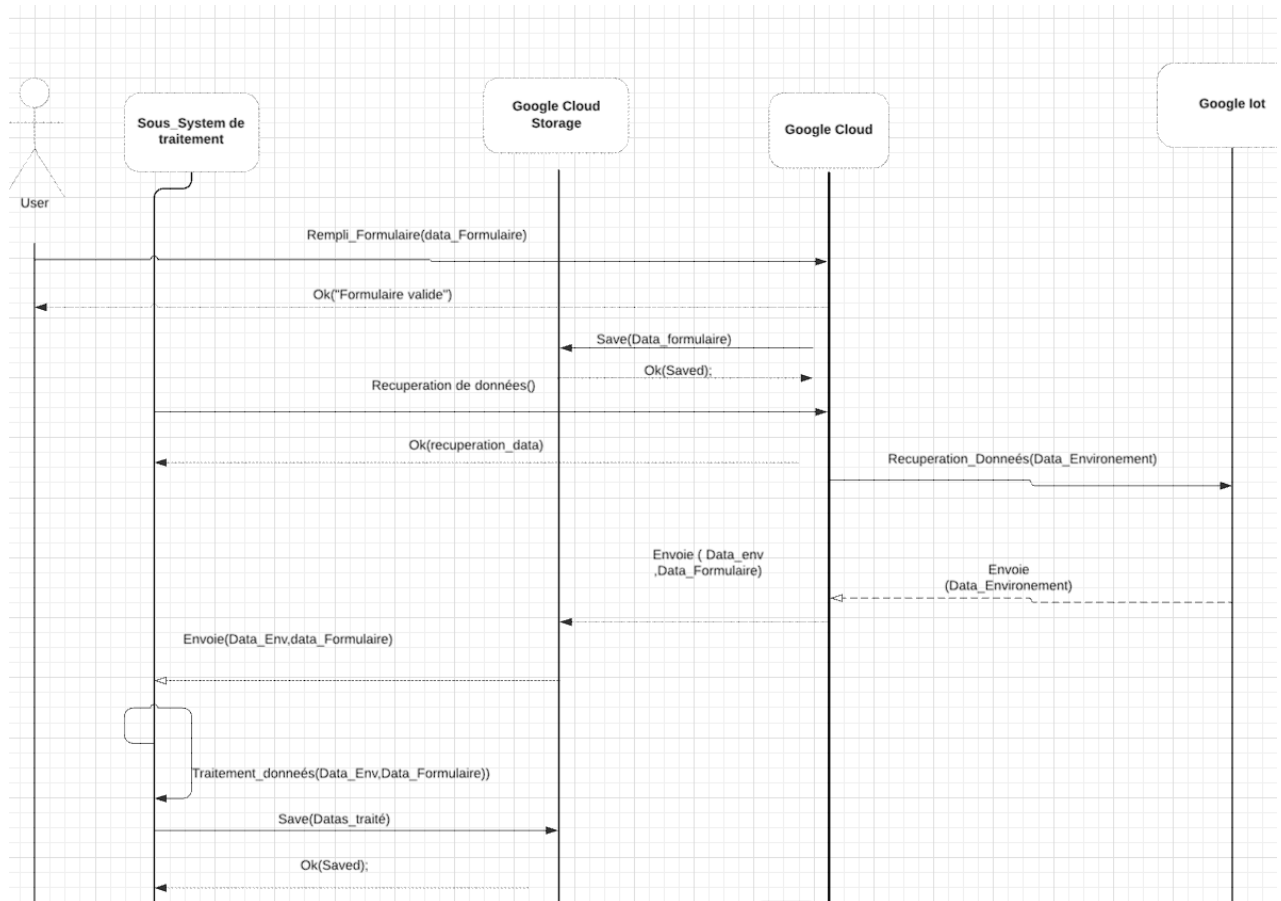 Google Iot
Google Cloud
Storage
Sous_System de
traitement
Google Cloud
User
Rempli_Formulaire(data_Formulaire)
Ok("Formulaire valide")
Save(Data_formulaire)
Ok(Saved);
Recuperation de données()
Ok(recuperation_data)
Recuperation_Donneés(Data_Environement)
Envoie ( Data_env
,Data_Formulaire)
Envoie
(Data_Environement)
Envoie(Data_Env,data_Formulaire)
Traitement_donneés(Data_Env,Data_Formulaire))
Save(Datas_traité)
Ok(Saved);